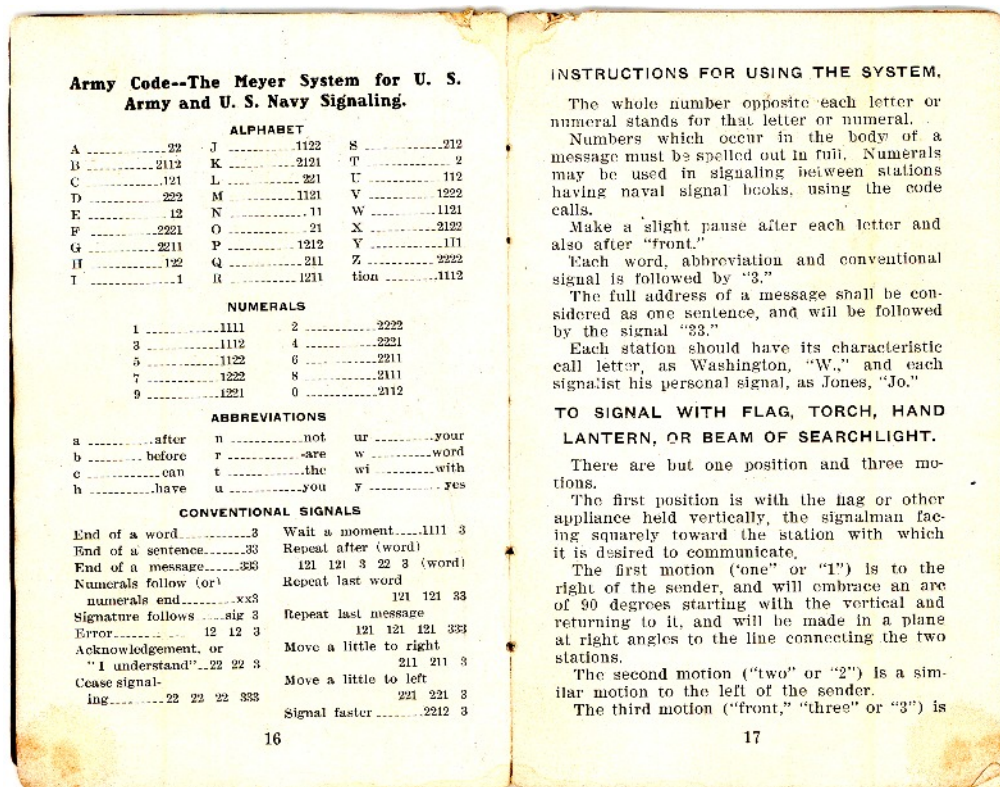 Army Code--The Meyer System for U. S.
Army and U. S. Navy Signaling.
ALPHABET
A ............22 J ............1122 S ............212
B ............2112 K ............2121 T ............2
C ............121 L ............221 U ............112
D ............222 M ............1121 V ............1222
E ............12 N ............11 W ............1121
F ............2221 O ............21 X ............2122
G ............2211 P ............1212 Y ............111
H ............122 Q ............211 Z ............2222
I ............1 R ............1211 tion ............1112
NUMERALS
1 ............1111 2 ............2222
3 ............1112 4 ............2221
5 ............1122 6 ............2211
7 ............1222 8 ............2111
9 ............1221 0 ............2112
ABBREVIATIONS
a ............after n ............not ur ............your
b ............before r ............are w ............word
c ............can t ............the wi ............with
h ............have u ............you y ............yes
CONVENTIONAL SIGNALS
End of a word............3
End of a sentence.......33
End of a message......333
Numerals follow (or)
numerals end.........xx3
Signature follows .....sig 3
Error............ 12 12 3
Acknowledgement, or
"I understand"..22 22 3
Cease signal-
ing..........22 22 22 333
Wait a moment.....1111 3
Repeat after (word)
121 121 3 22 3 (word)
Repeat last word
121 121 33
Repeat last message
121 121 121 333
Move a little to right
211 211 3
Move a little to left
221 221 3
Signal faster ........2212 3
16
INSTRUCTIONS FOR USING THE SYSTEM.
The whole number opposite each letter or
numeral stands for that letter or numeral.
Numbers which occur in the body of a
message must be spelled out in full. Numerals
may be used in signaling between stations
having naval signal books, using the code
calls.
Make a slight pause after each letter and
also after "front."
Each word, abbreviation and conventional
signal is followed by "3."
The full address of a message shall be con-
sidered as one sentence, and will be followed
by the signal "33."
Each station should have its characteristic
call letter, as Washington, "W.," and each
signalist his personal signal, as Jones, "Jo."
TO SIGNAL WITH FLAG, TORCH, HAND
LANTERN, OR BEAM OF SEARCHLIGHT.
There are but one position and three mo-
tions.
The first position is with the flag or other
appliance held vertically, the signalman fac-
ing squarely toward the station with which
it is desired to communicate.
The first motion ('one" or "1") is to the
right of the sender, and will embrace an arc
of 90 degrees starting with the vertical and
returning to it, and will be made in a plane
at right angles to the line connecting the two
stations.
The second motion ("two" or "2") is a sim-
ilar motion to the left of the sender.
The third motion ("front," "three" or "3") is
17